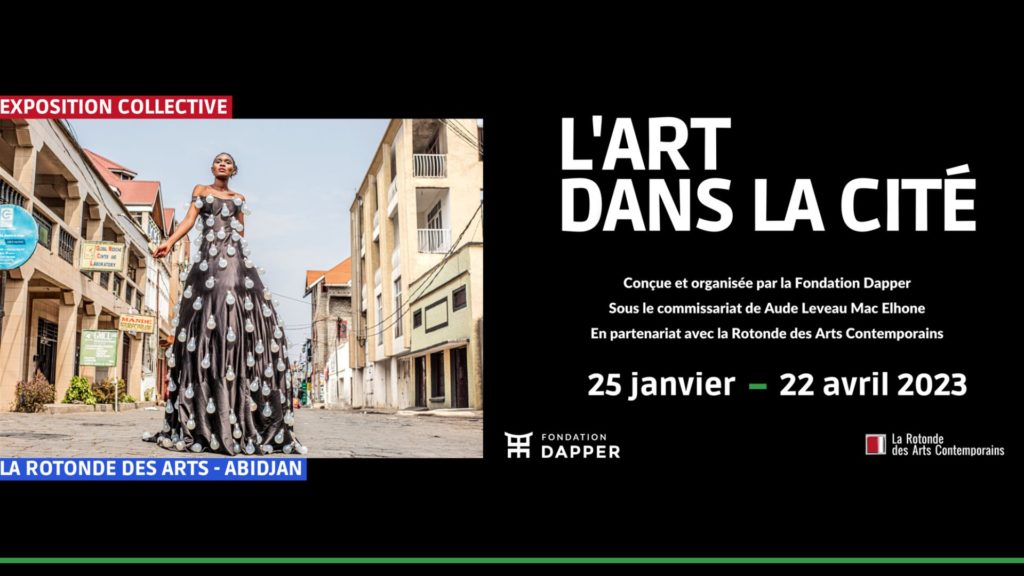 EXPOSITION COLLECTIVE
LA ROTONDE DES ARTS - ABIDJAN
L'ART
DANS LA CITÉ
Conçue et organisée par la Fondation Dapper
Sous le commissariat de Aude Leveau Mac Elhone
En partenariat avec la Rotonde des Arts Contemporains
25 janvier – 22 avril 2023
FONDATION
DAPPER
La Rotonde
des Arts Contemporains
LABORATORY